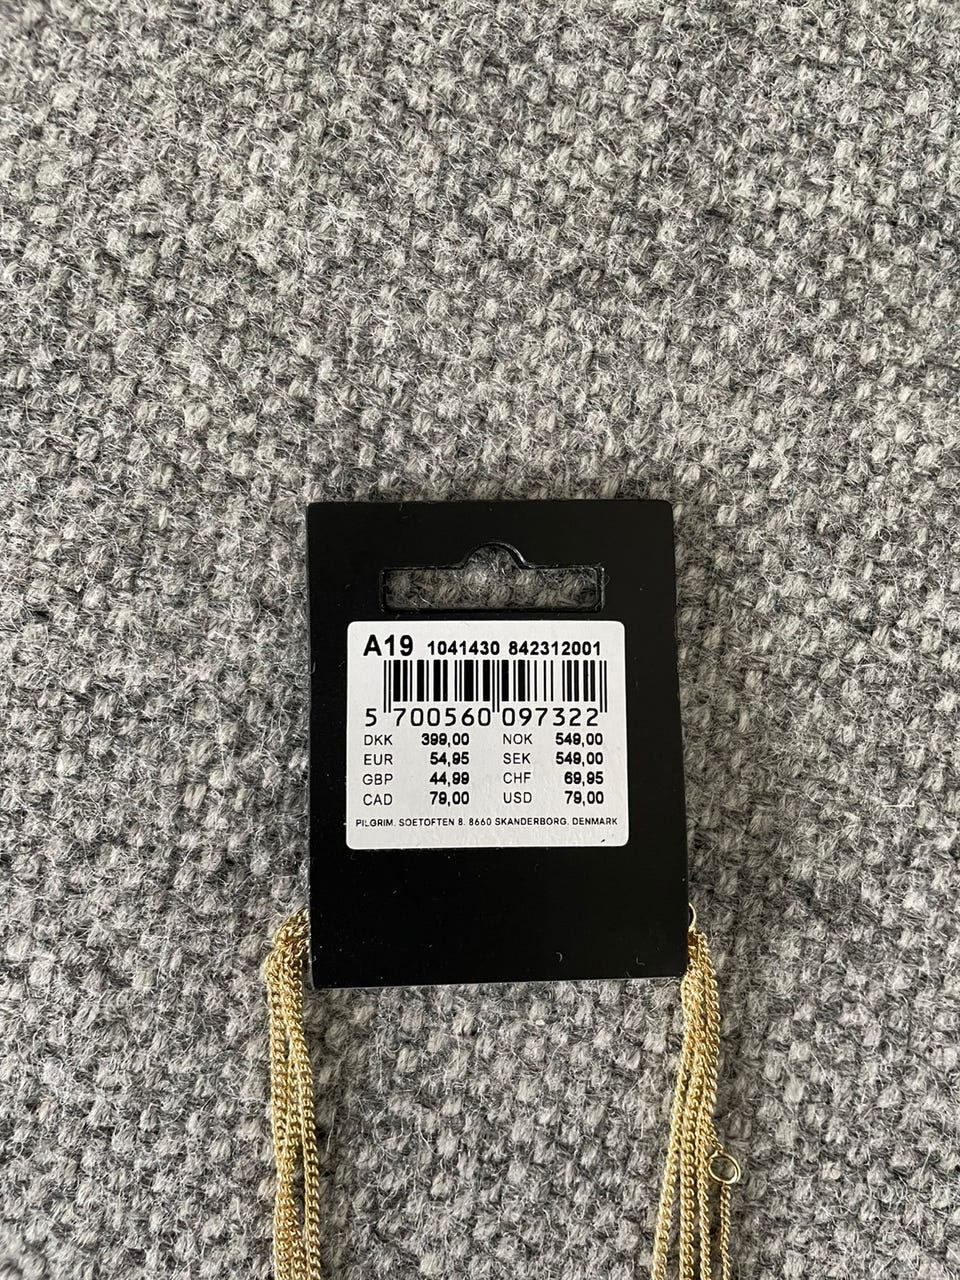 A19 1041430 842312001
5 700560 097322
DKK 399,00 NOK 549,00
EUR 54,95 SEK 549,00
GBP 44,99 CHF 69,95
CAD 79,00 USD 79,00
PILGRIM. SOETOFTEN 8. 8660 SKANDERBORG. DENMARK